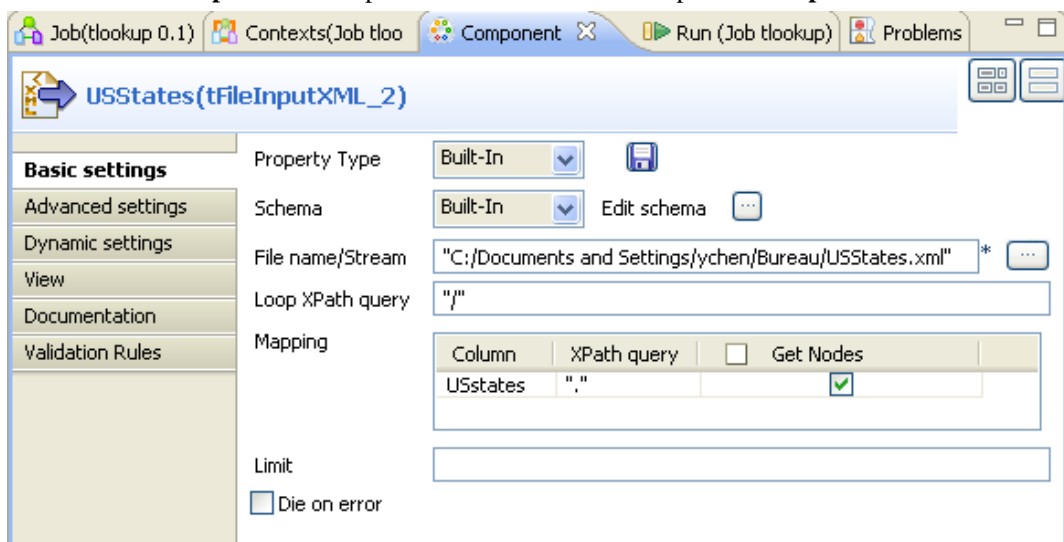 Job(tlookup 0.1) Contexts(Job tloo Component Run (Job tlookup) Problems
USStates(tFileInputXML_2)
Basic settings
Advanced settings
Dynamic settings
View
Documentation
Validation Rules
Property Type Built-In
Schema Built-In Edit schema ...
File name/Stream "C:/Documents and Settings/ychen/Bureau/USStates.xml" * ...
Loop XPath query "/"
Mapping
Column XPath query Get Nodes
USstates "."
Limit
Die on error